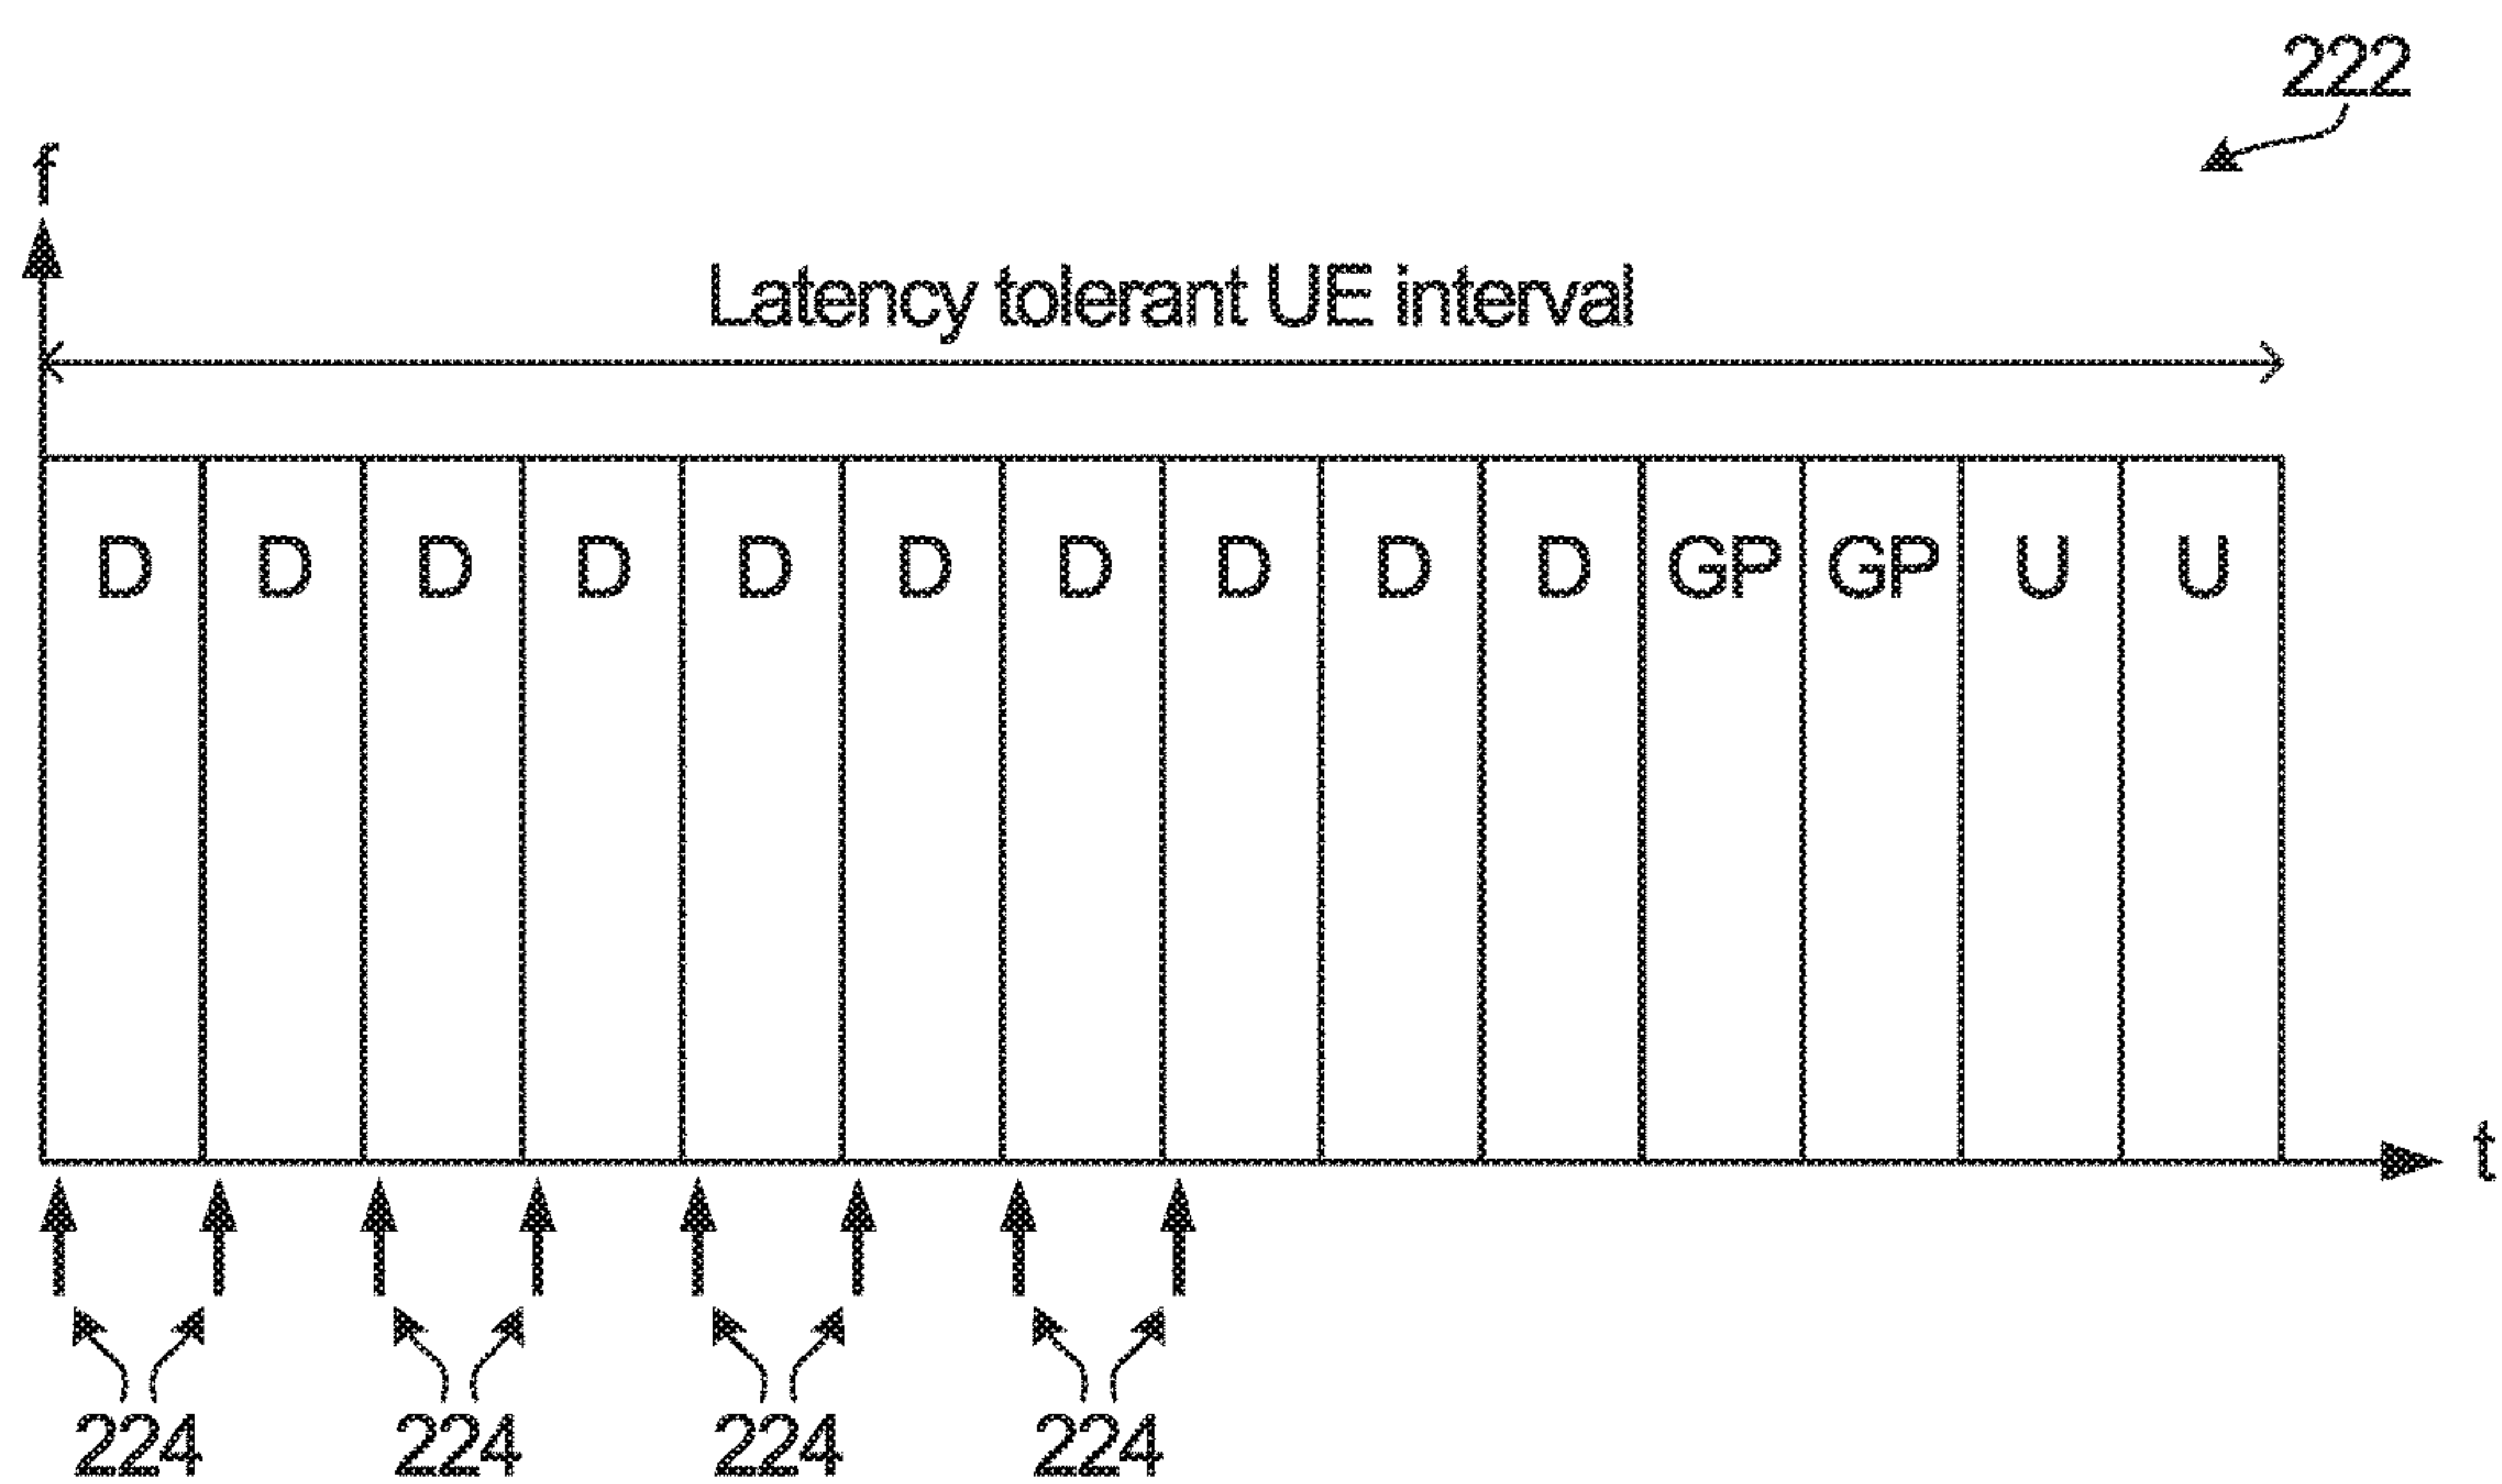 222
f
Latency tolerant UE interval
D D D D D D D D D D GP GP U U
t
224 224 224 224